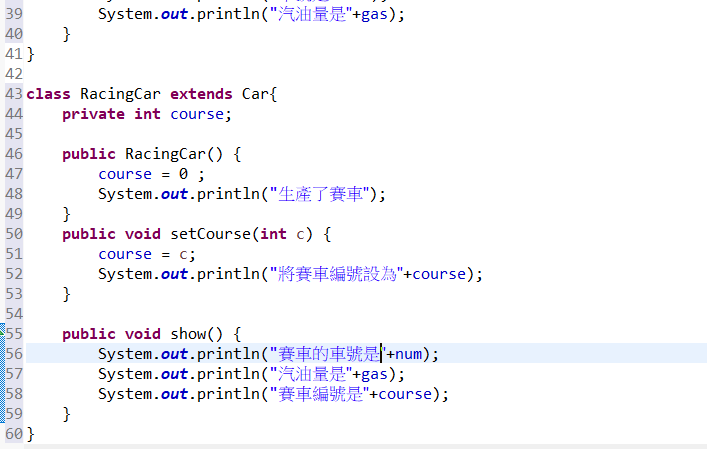 39 System.out.println("汽油量是"+gas);
40 }
41 }
42
43 class RacingCar extends Car{
44 private int course;
45
46 public RacingCar() {
47 course = 0 ;
48 System.out.println("生產了賽車");
49 }
50 public void setCourse(int c) {
51 course = c;
52 System.out.println("將賽車編號設為"+course);
53 }
54
55 public void show() {
56 System.out.println("賽車的車號是"+num);
57 System.out.println("汽油量是"+gas);
58 System.out.println("賽車編號是"+course);
59 }
60 }